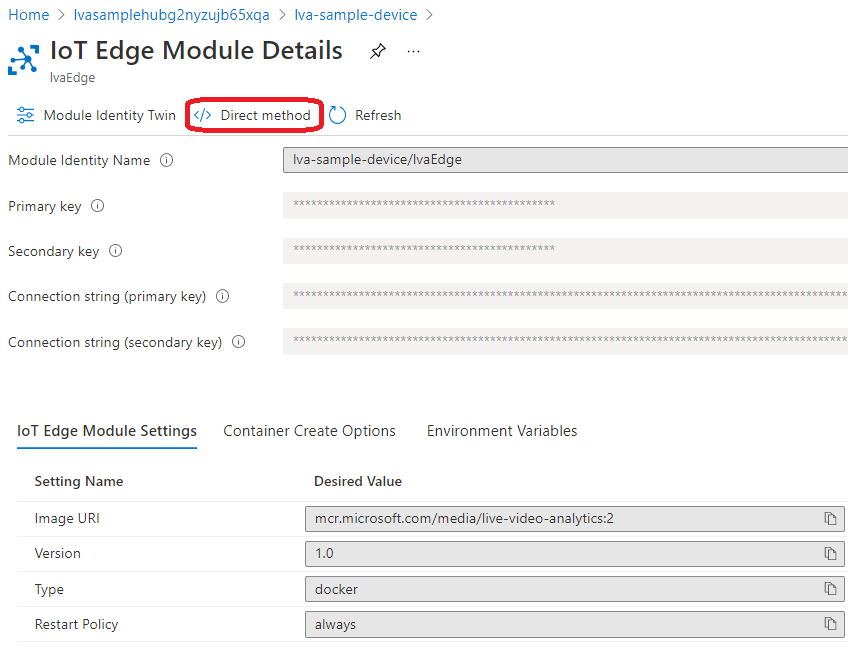 Home > lvasamplehubg2nyzujb65xqa > lva-sample-device >
IoT Edge Module Details ...
lvaEdge
Module Identity Twin </> Direct method Refresh
Module Identity Name lva-sample-device/lvaEdge
Primary key ********************************************
Secondary key ********************************************
Connection string (primary key)
Connection string (secondary key)
IoT Edge Module Settings Container Create Options Environment Variables
Setting Name Desired Value
Image URI mcr.microsoft.com/media/live-video-analytics:2
Version 1.0
Type docker
Restart Policy always